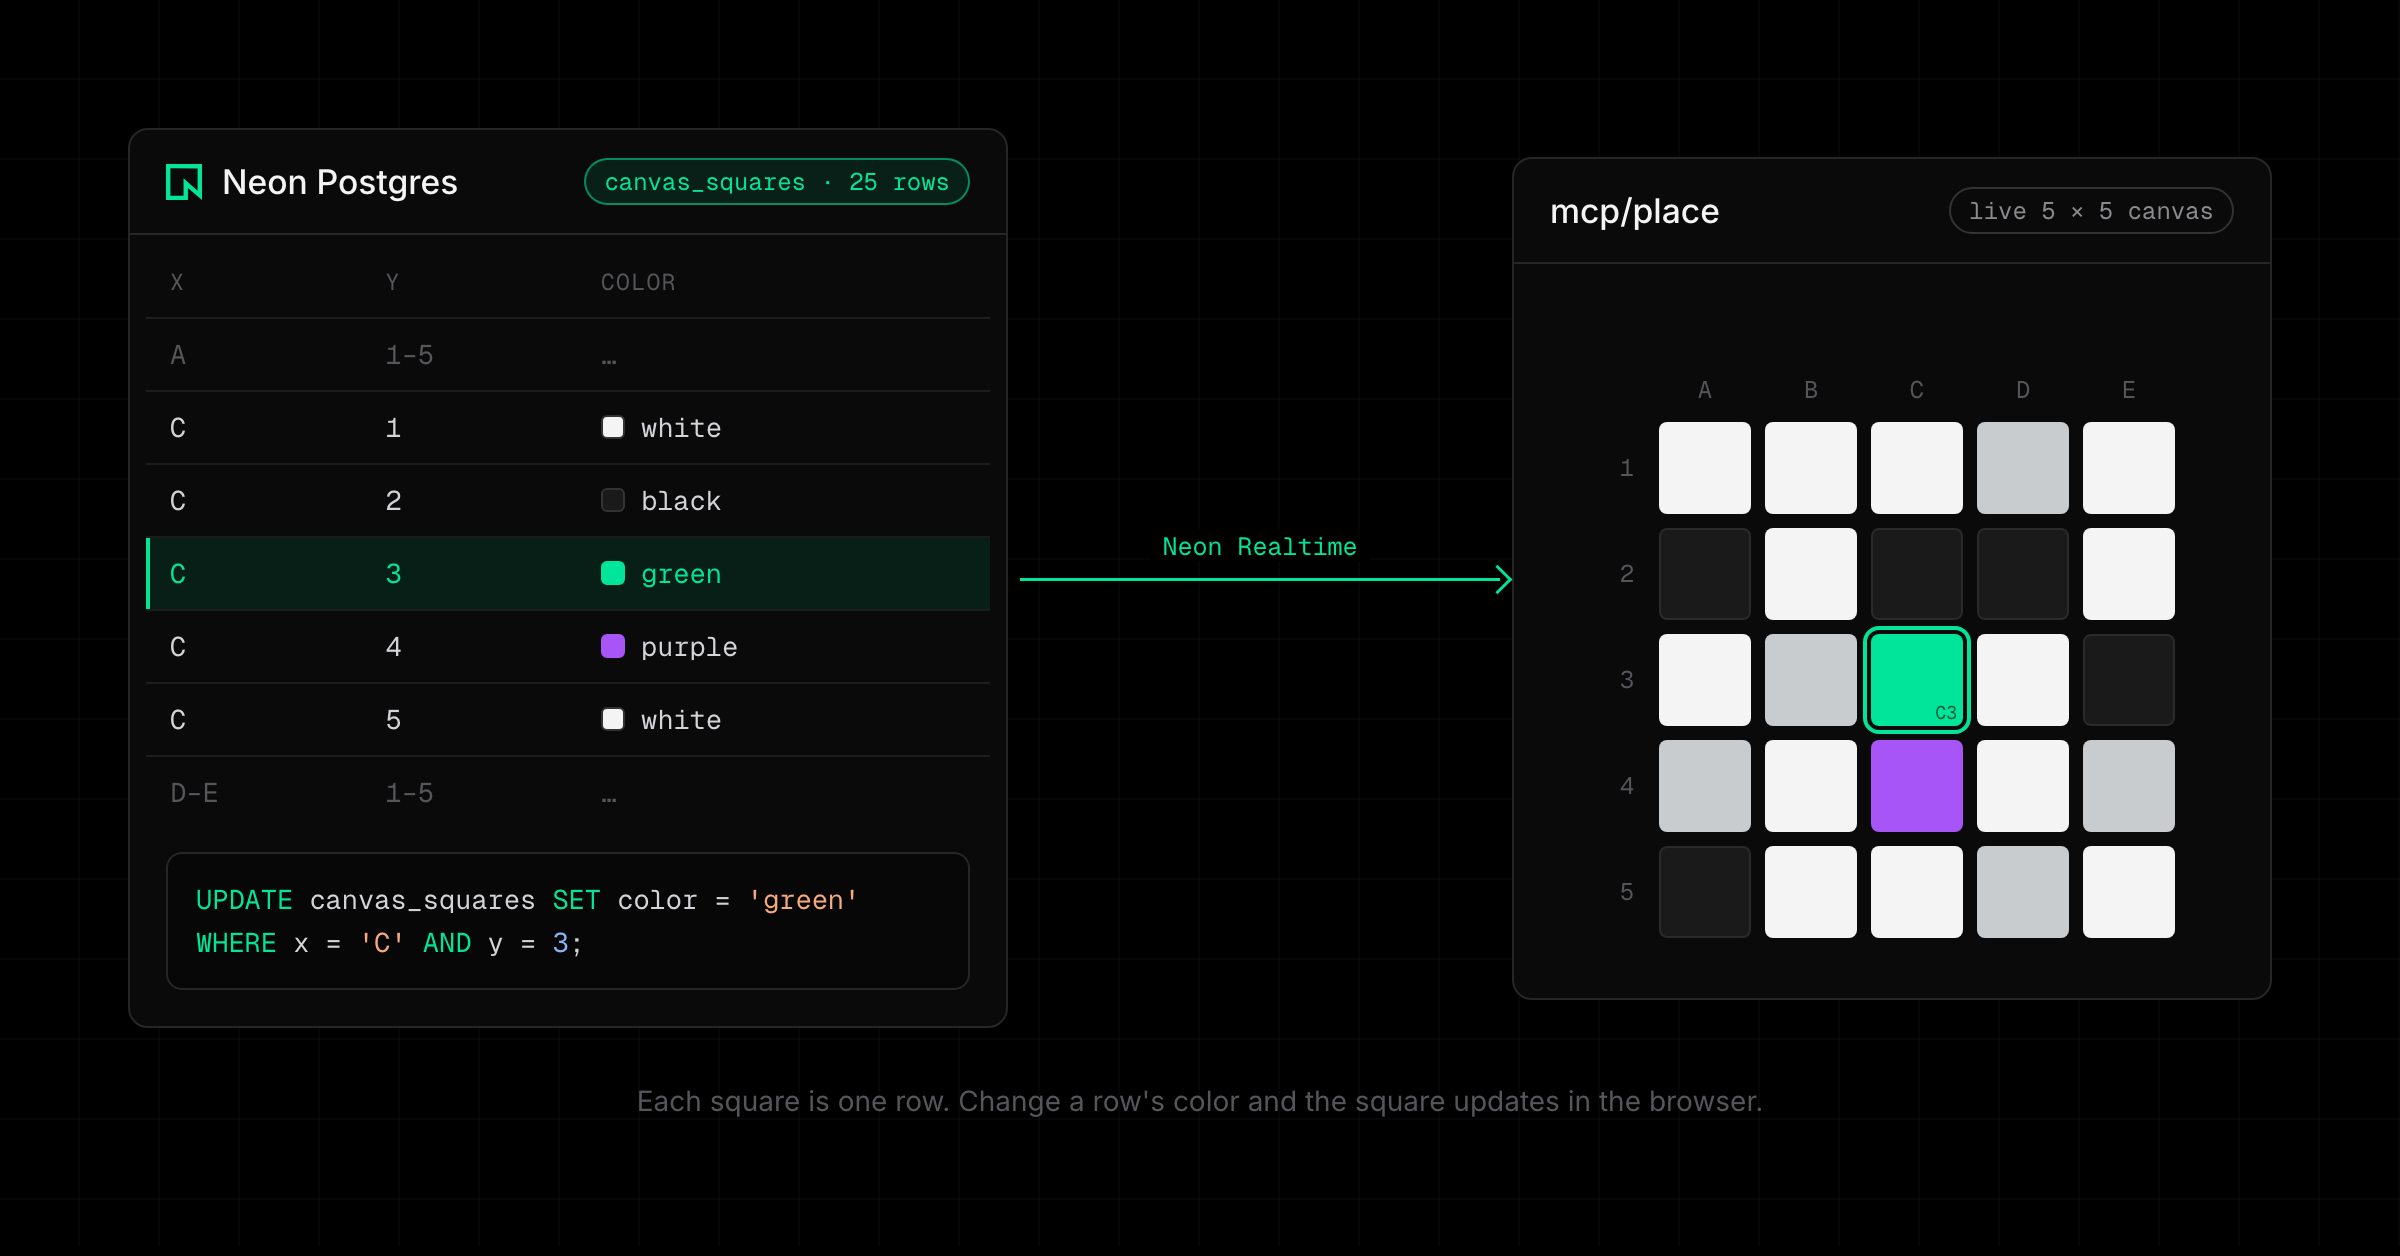 Neon Postgres
canvas_squares · 25 rows
X Y COLOR
A 1–5 …
C 1 white
C 2 black
C 3 green
C 4 purple
C 5 white
D–E 1–5 …
UPDATE canvas_squares SET color = 'green'
WHERE x = 'C' AND y = 3;
Neon Realtime
mcp/place
live 5 × 5 canvas
A B C D E
1
2
3
C3
4
5
Each square is one row. Change a row's color and the square updates in the browser.